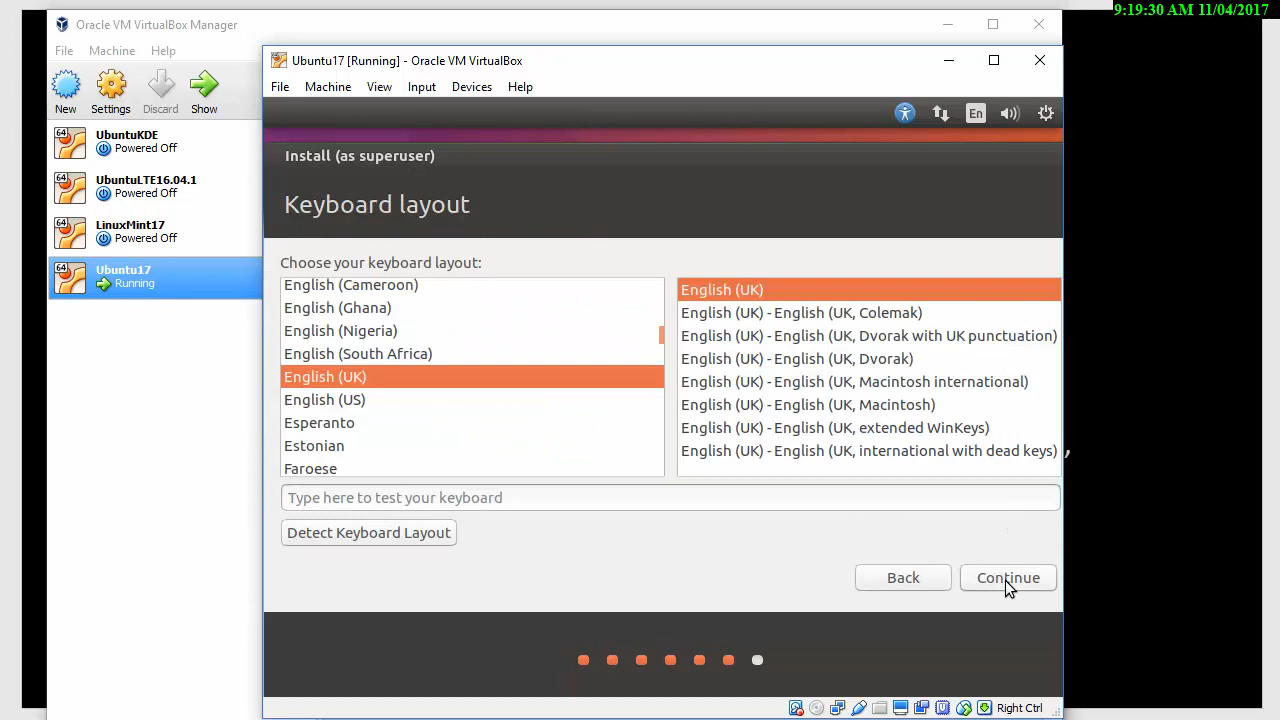 9:19:30 AM 11/04/2017
Oracle VM VirtualBox Manager
File Machine Help
New Settings Discard Show
UbuntuKDE
Powered Off
UbuntuLTE16.04.1
Powered Off
LinuxMint17
Powered Off
Ubuntu17
Running
Ubuntu17 [Running] - Oracle VM VirtualBox
File Machine View Input Devices Help
En
Install (as superuser)
Keyboard layout
Choose your keyboard layout:
English (Cameroon)
English (Ghana)
English (Nigeria)
English (South Africa)
English (UK)
English (US)
Esperanto
Estonian
Faroese
English (UK)
English (UK) - English (UK, Colemak)
English (UK) - English (UK, Dvorak with UK punctuation)
English (UK) - English (UK, Dvorak)
English (UK) - English (UK, Macintosh international)
English (UK) - English (UK, Macintosh)
English (UK) - English (UK, extended WinKeys)
English (UK) - English (UK, international with dead keys)
Type here to test your keyboard
Detect Keyboard Layout
Back Continue
Right Ctrl